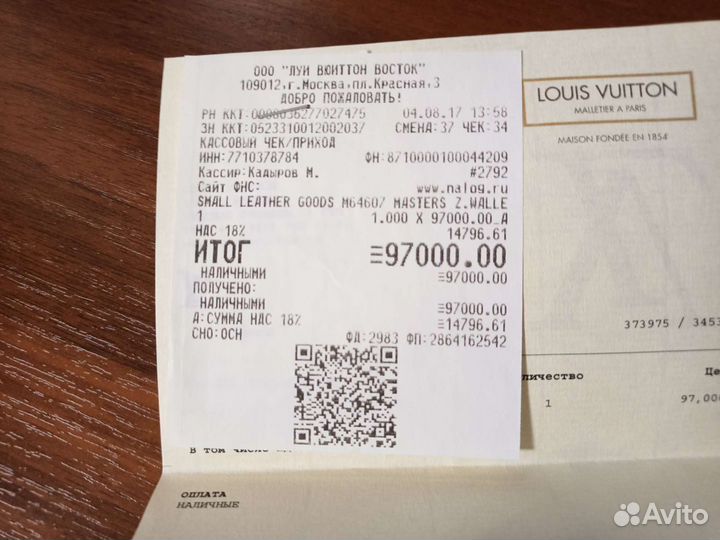 ООО "ЛУИ ВЮИТТОН ВОСТОК"
109012,г.Москва,пл.Красная,3
ДОБРО ПОЖАЛОВАТЬ!
РН ККТ:0000036277027475 04.08.17 13:58
ЗН ККТ:0523310012002037 СМЕНА:37 ЧЕК:34
КАССОВЫЙ ЧЕК/ПРИХОД
ИНН:7710378784 ФН:8710000100044209
Кассир:Кадыров М. #2792
Сайт ФНС: www.nalog.ru
SMALL LEATHER GOODS M64607 MASTERS Z.WALLE
1 1.000 X 97000.00_А
НДС 18% 14796.61
ИТОГ ≡97000.00
НАЛИЧНЫМИ ≡97000.00
ПОЛУЧЕНО:
НАЛИЧНЫМИ ≡97000.00
А:СУММА НДС 18% ≡14796.61
СНО:ОСН ФД:2983 ФП:2864162542
LOUIS VUITTON
MALLETIER A PARIS
MAISON FONDÉE EN 1854
373975 / 3453
личество Це
1 97,000
В том числе
ОПЛАТА
НАЛИЧНЫЕ
Avito